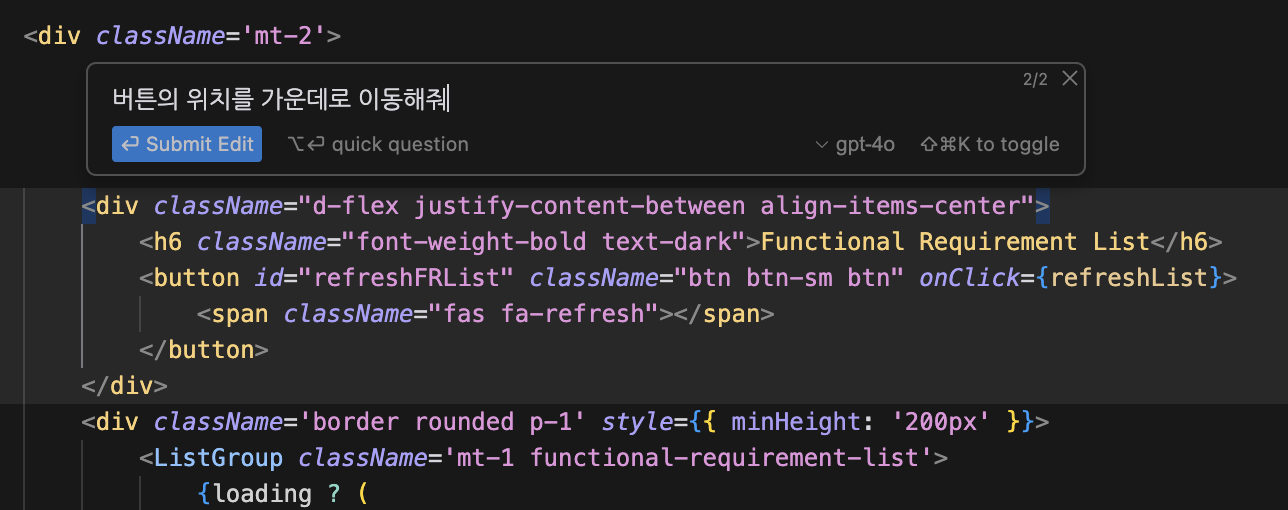 <div className='mt-2'>
2/2
버튼의 위치를 가운데로 이동해줘
⏎ Submit Edit ⌥⏎ quick question gpt-4o ⇧⌘K to toggle
<div className="d-flex justify-content-between align-items-center">
<h6 className="font-weight-bold text-dark">Functional Requirement List</h6>
<button id="refreshFRList" className="btn btn-sm btn" onClick={refreshList}>
<span className="fas fa-refresh"></span>
</button>
</div>
<div className='border rounded p-1' style={{ minHeight: '200px' }}>
<ListGroup className='mt-1 functional-requirement-list'>
{loading ? (